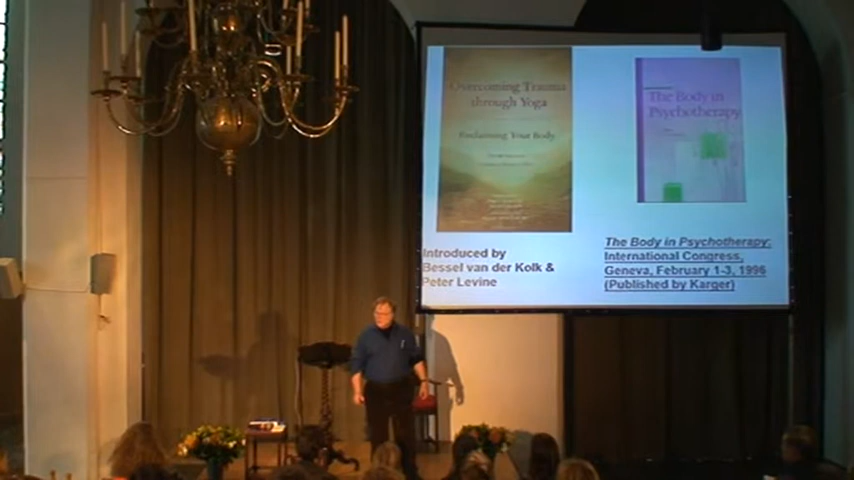 Overcoming Trauma
through Yoga
Reclaiming Your Body
Introduced by
Bessel van der Kolk &
Peter Levine
The Body in
Psychotherapy
The Body in Psychotherapy:
International Congress,
Geneva, February 1-3, 1996
(Published by Karger)